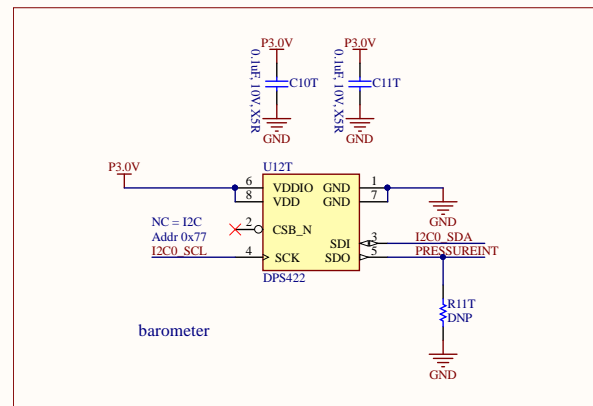 P3.0V
P3.0V
0.1uF, 10V,X5R
C10T
0.1uF, 10V,X5R
C11T
GND
GND
P3.0V
U12T
6 VDDIO GND 1
8 VDD GND 7
GND
NC = I2C
2 CSB_N
Addr 0x77
SDI 3 I2C0_SDA
I2C0_SCL 4 SCK SDO 5 PRESSUREINT
DPS422
R11T
DNP
barometer
GND